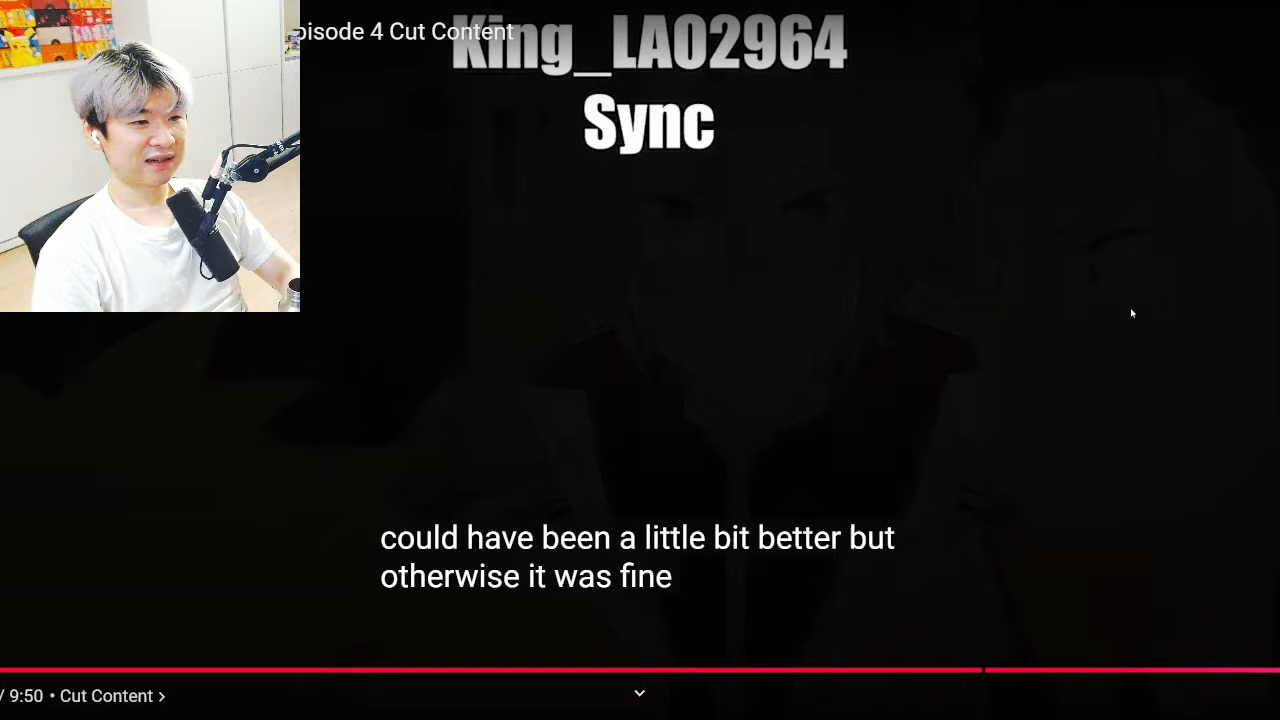 pisode 4 Cut Content
King_LA02964
Sync
could have been a little bit better but
otherwise it was fine
/ 9:50 • Cut Content ›